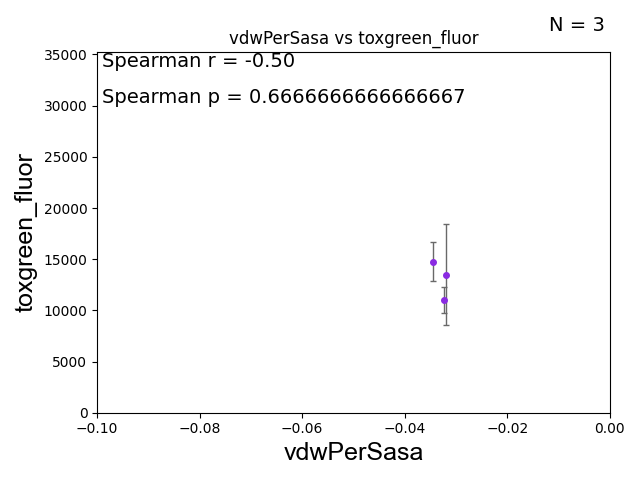 N = 3
vdwPerSasa vs toxgreen_fluor
Spearman r = -0.50
Spearman p = 0.6666666666666667
35000
30000
25000
20000
15000
10000
5000
0
toxgreen_fluor
−0.10 −0.08 −0.06 −0.04 −0.02 0.00
vdwPerSasa